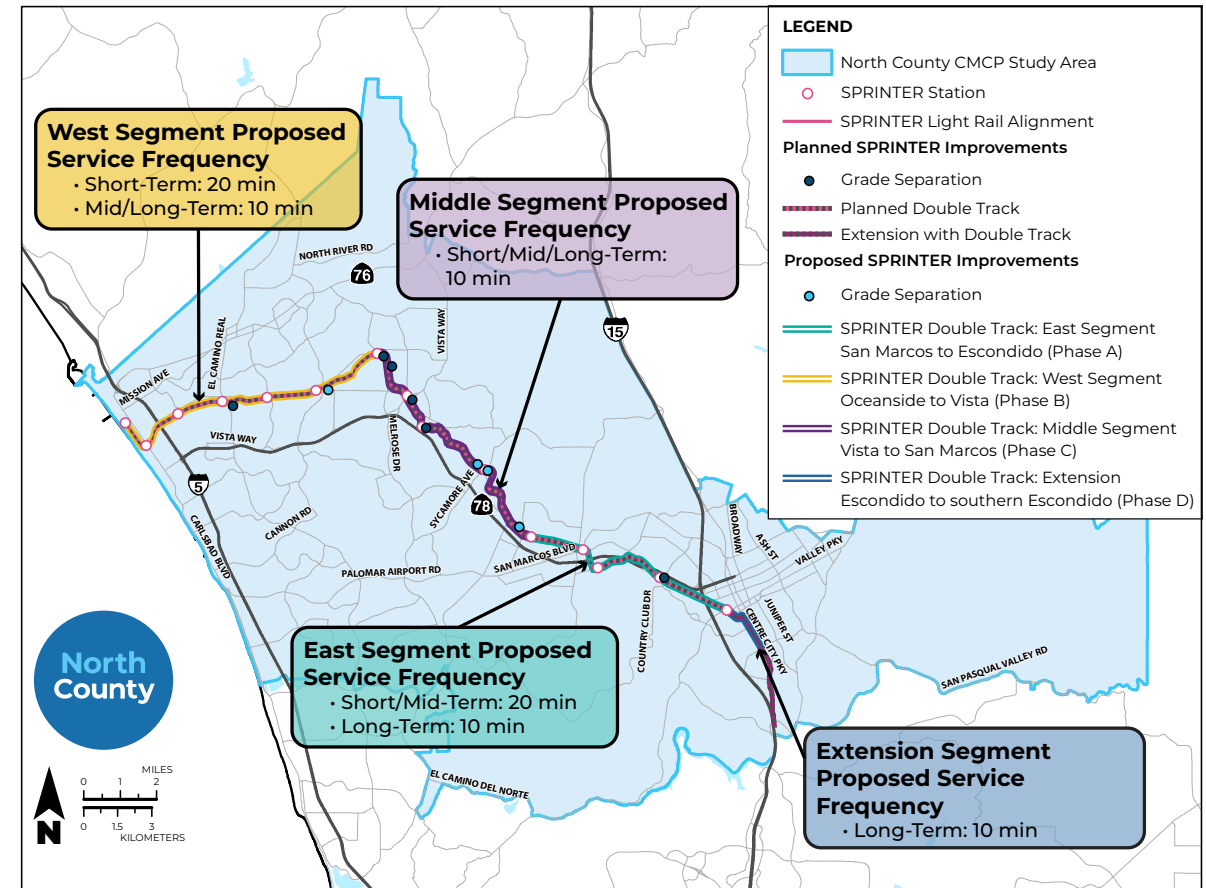 LEGEND
North County CMCP Study Area
SPRINTER Station
SPRINTER Light Rail Alignment
Planned SPRINTER Improvements
Grade Separation
Planned Double Track
Extension with Double Track
Proposed SPRINTER Improvements
Grade Separation
SPRINTER Double Track: East Segment
San Marcos to Escondido (Phase A)
SPRINTER Double Track: West Segment
Oceanside to Vista (Phase B)
SPRINTER Double Track: Middle Segment
Vista to San Marcos (Phase C)
SPRINTER Double Track: Extension
Escondido to southern Escondido (Phase D)
West Segment Proposed
Service Frequency
• Short-Term: 20 min
• Mid/Long-Term: 10 min
Middle Segment Proposed
Service Frequency
• Short/Mid/Long-Term:
10 min
NORTH RIVER RD
76
15
VISTA WAY
EL CAMINO REAL
MISSION AVE
VISTA WAY
MELROSE DR
5
SYCAMORE AVE
78
CANNON RD
CARLSBAD BLVD
SAN MARCOS BLVD
PALOMAR AIRPORT RD
BROADWAY
ASH ST
VALLEY PKY
JUNIPER ST
CENTRE CITY PKY
COUNTRY CLUB DR
SAN PASQUAL VALLEY RD
EL CAMINO DEL NORTE
East Segment Proposed
Service Frequency
• Short/Mid-Term: 20 min
• Long-Term: 10 min
Extension Segment
Proposed Service
Frequency
• Long-Term: 10 min
North
County
N
MILES
0 1 2
0 1.5 3
KILOMETERS